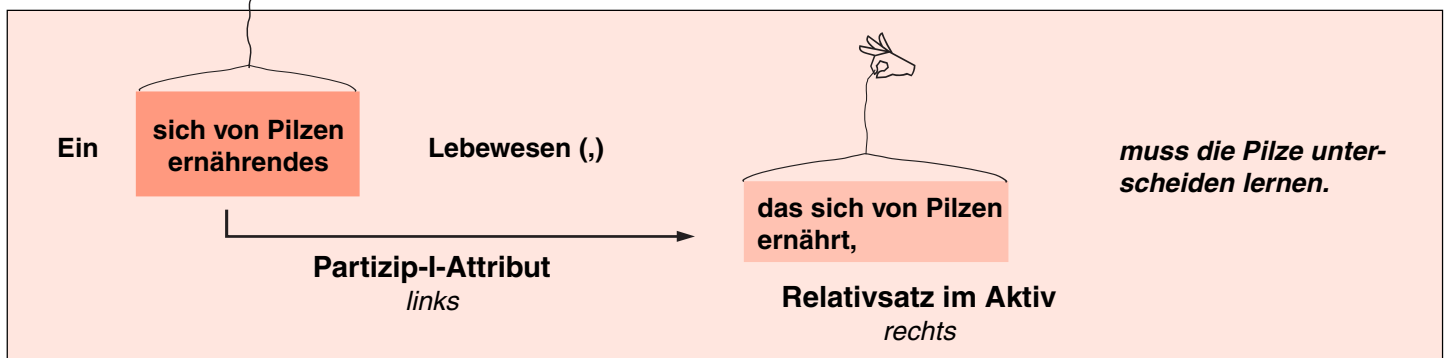 Ein
sich von Pilzen
ernährendes
Lebewesen (,)
das sich von Pilzen
ernährt,
muss die Pilze unter-
scheiden lernen.
Partizip-I-Attribut
links
Relativsatz im Aktiv
rechts